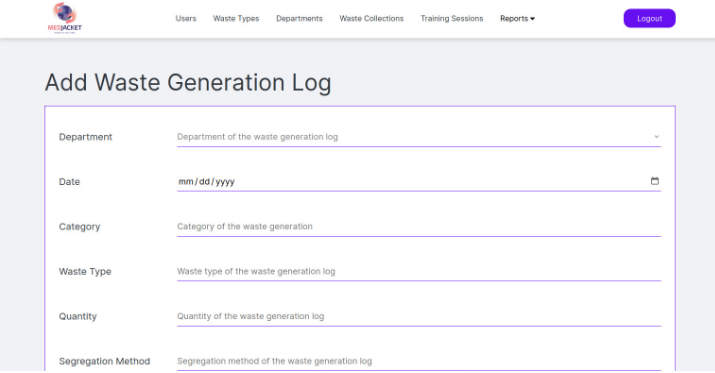 MEDJACKET
Users Waste Types Departments Waste Collections Training Sessions Reports Logout
Add Waste Generation Log
Department Department of the waste generation log
Date mm/dd/yyyy
Category Category of the waste generation
Waste Type Waste type of the waste generation log
Quantity Quantity of the waste generation log
Segregation Method Segregation method of the waste generation log